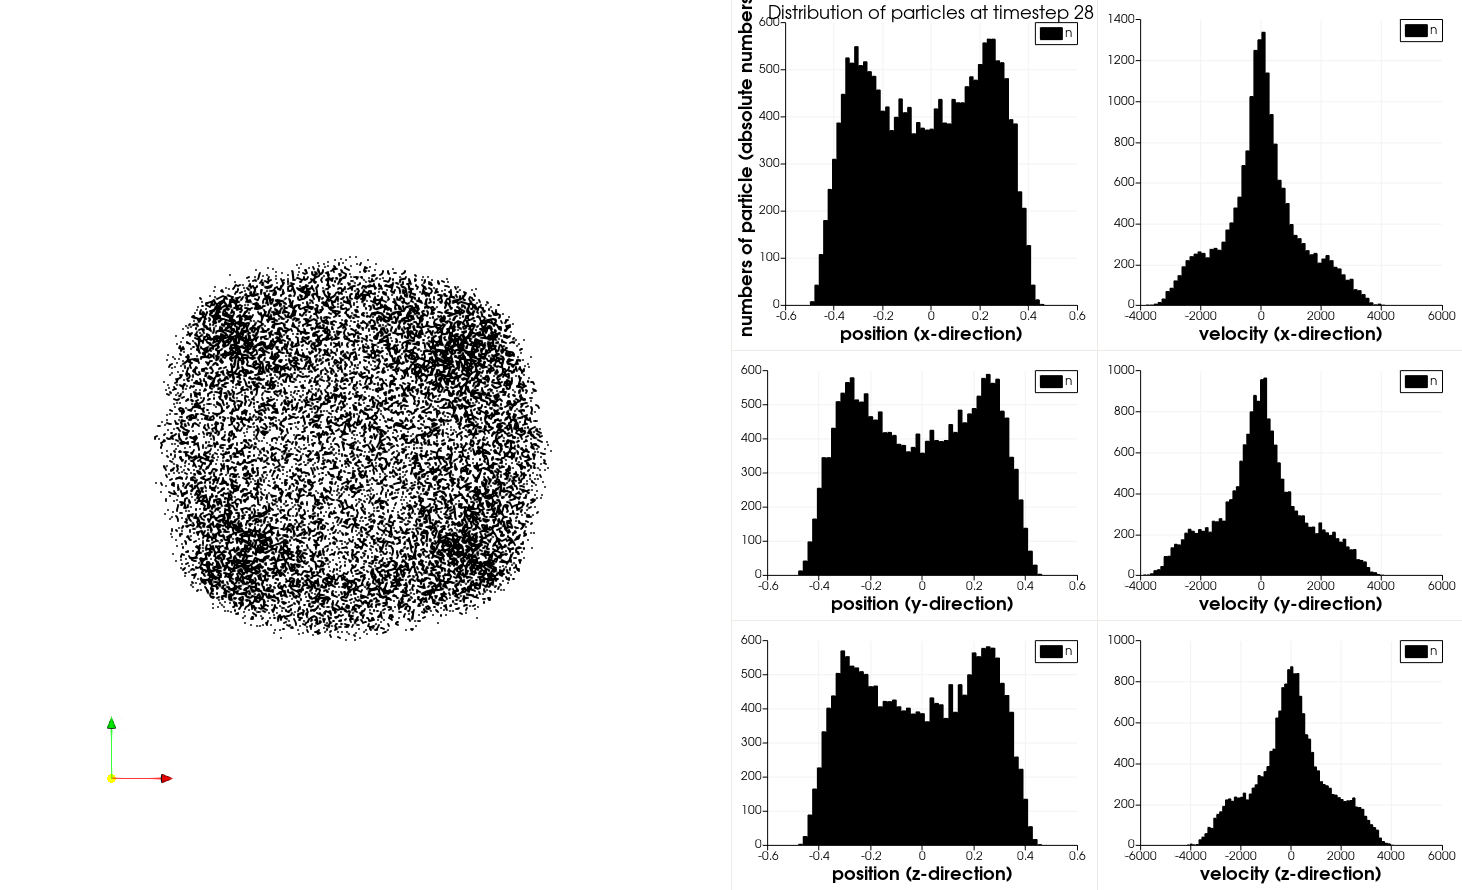 Distribution of particles at timestep 28
numbers of particle (absolute numbers
600
500
400
300
200
100
0
-0.6 -0.4 -0.2 0 0.2 0.4 0.6
position (x-direction)
n
1400
1200
1000
800
600
400
200
0
-4000 -2000 0 2000 4000 6000
velocity (x-direction)
n
600
500
400
300
200
100
0
-0.6 -0.4 -0.2 0 0.2 0.4 0.6
position (y-direction)
n
1000
800
600
400
200
0
-4000 -2000 0 2000 4000 6000
velocity (y-direction)
n
600
500
400
300
200
100
0
-0.6 -0.4 -0.2 0 0.2 0.4 0.6
position (z-direction)
n
1000
800
600
400
200
0
-6000 -4000 -2000 0 2000 4000 6000
velocity (z-direction)
n